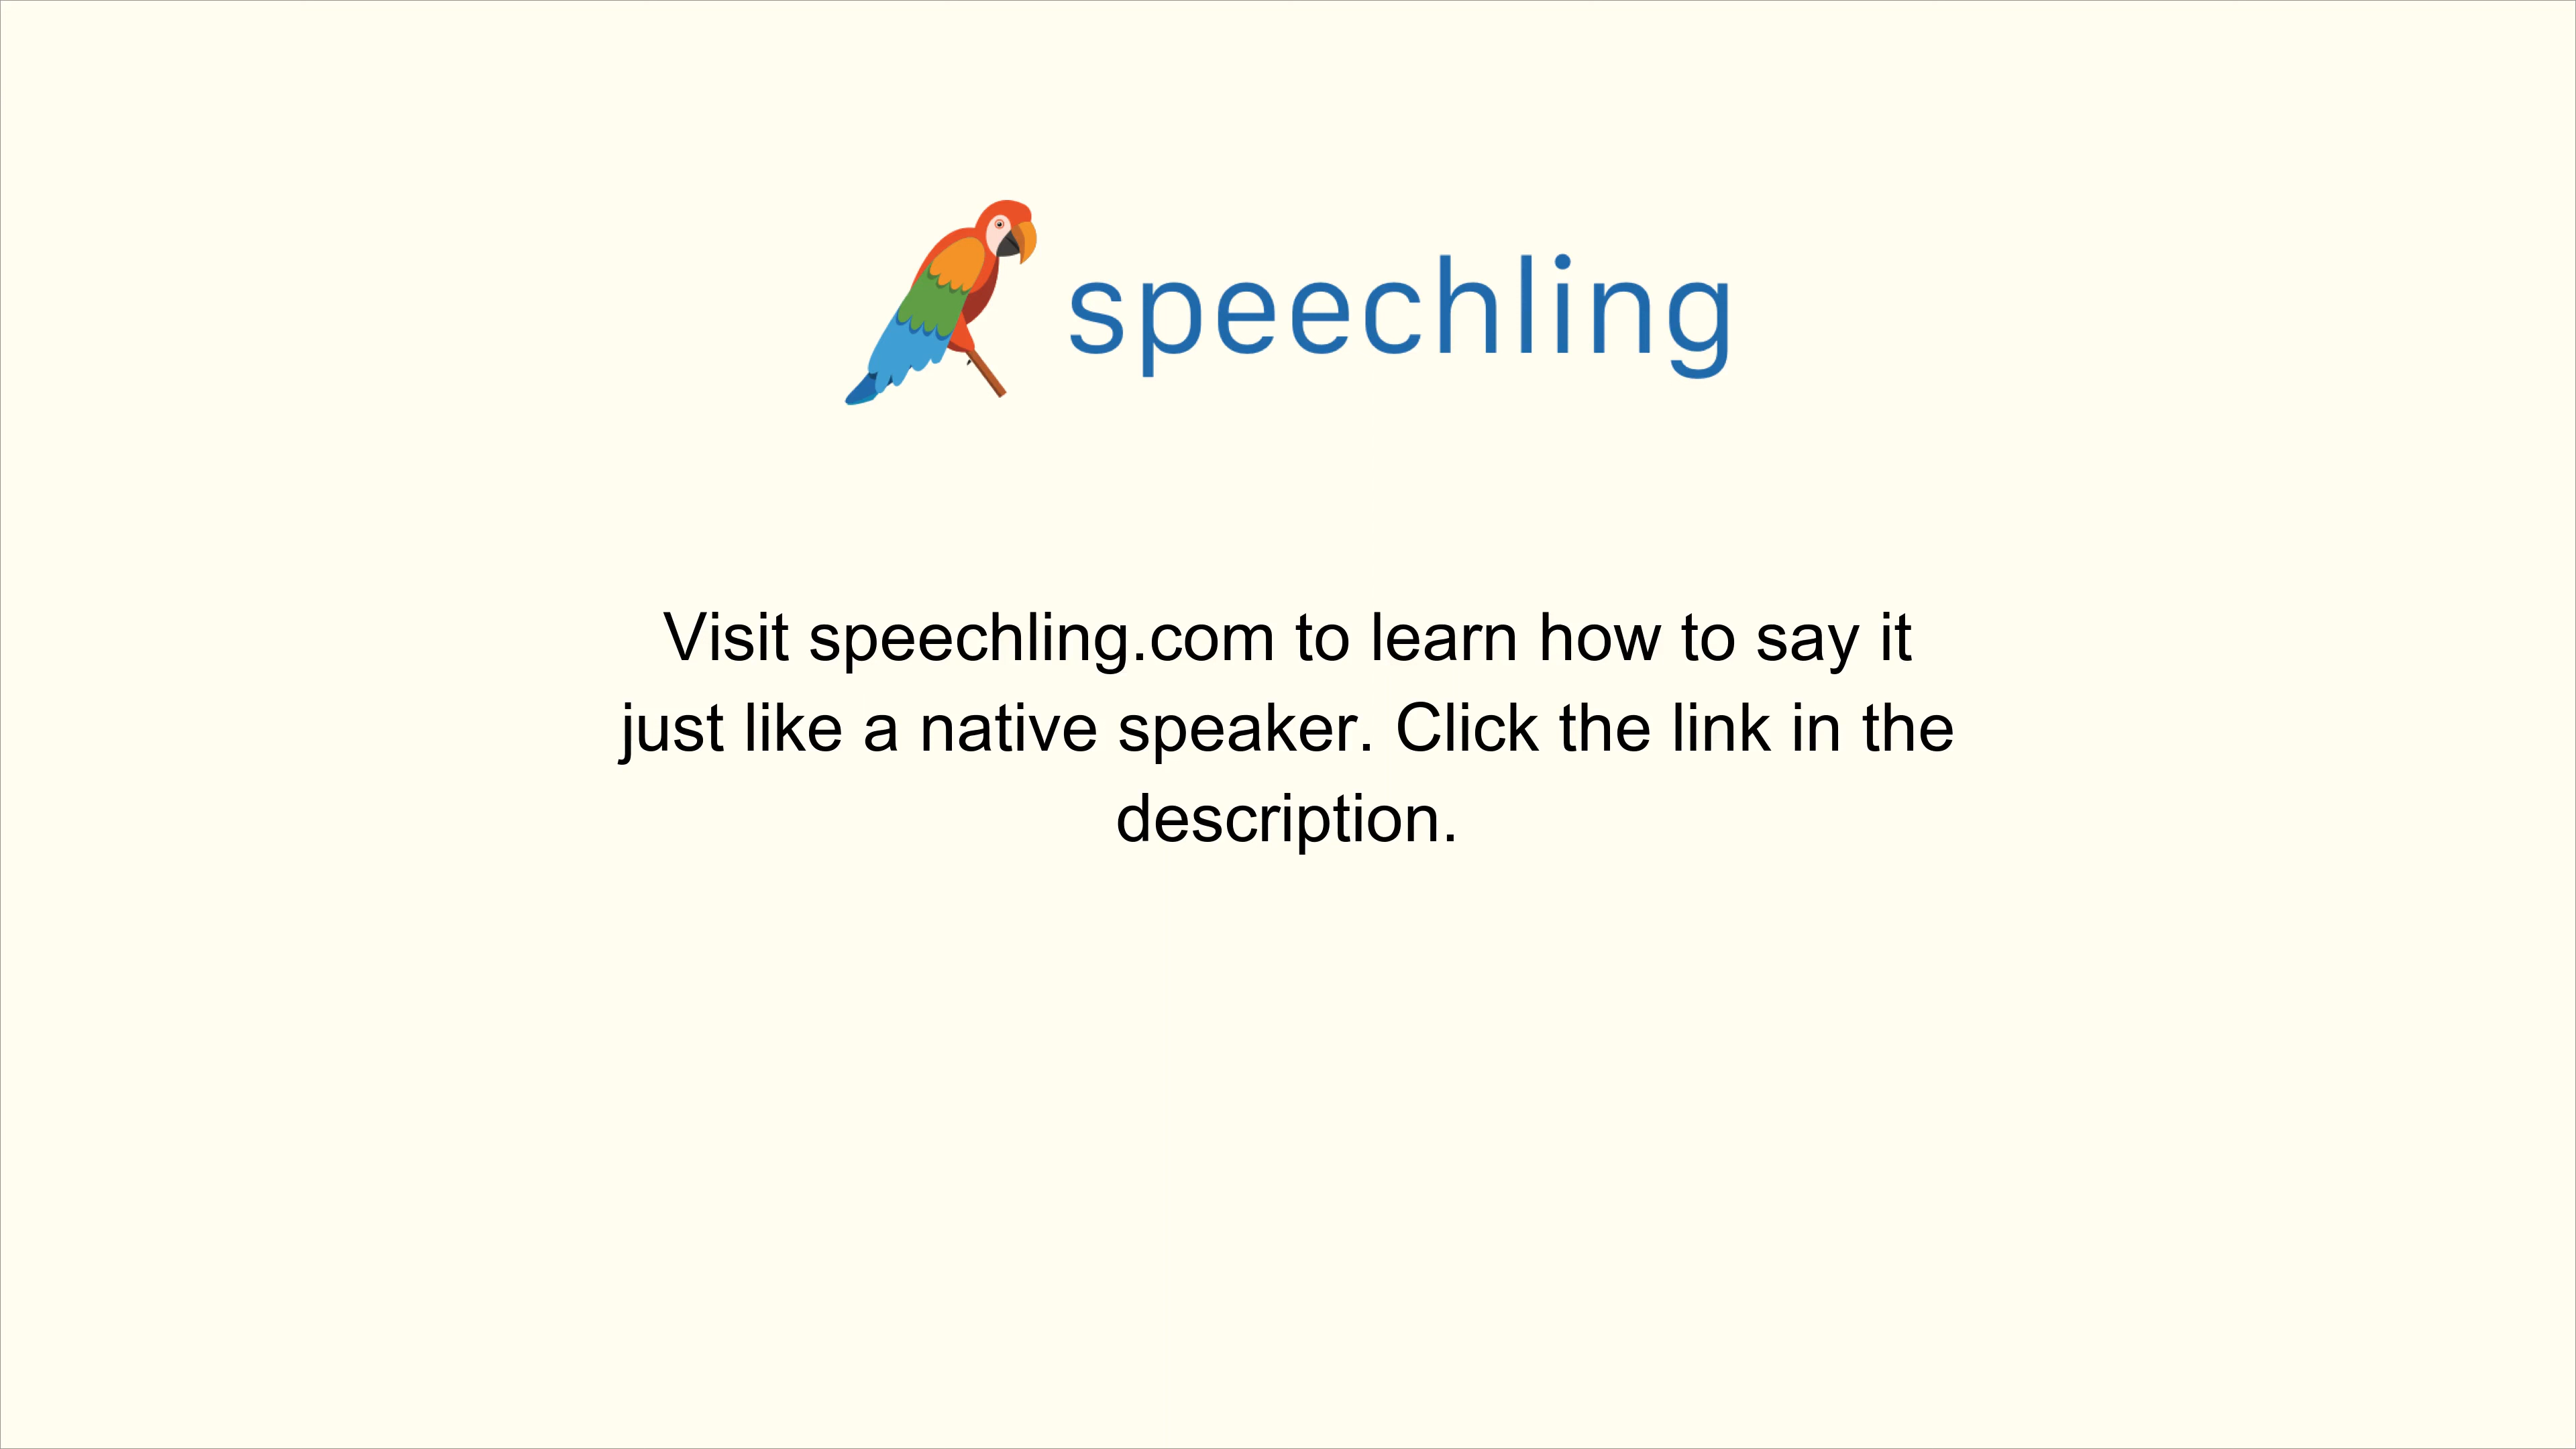 speechling
Visit speechling.com to learn how to say it
just like a native speaker. Click the link in the
description.